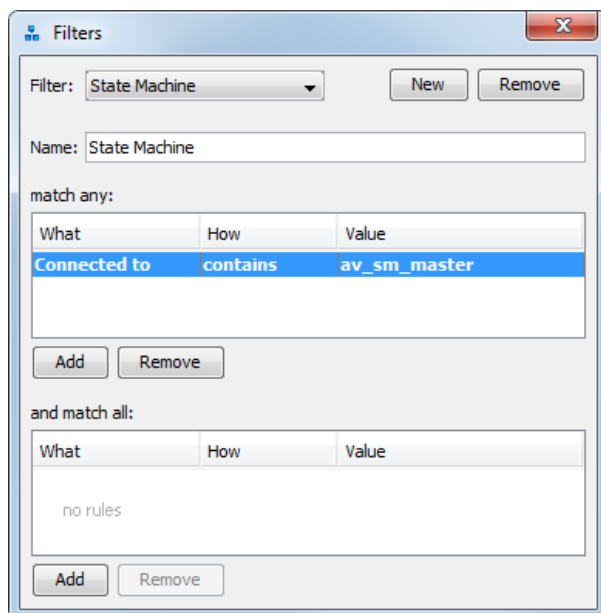 Filters
Filter: State Machine New Remove
Name: State Machine
match any:
What How Value
Connected to contains av_sm_master
Add Remove
and match all:
What How Value
no rules
Add Remove